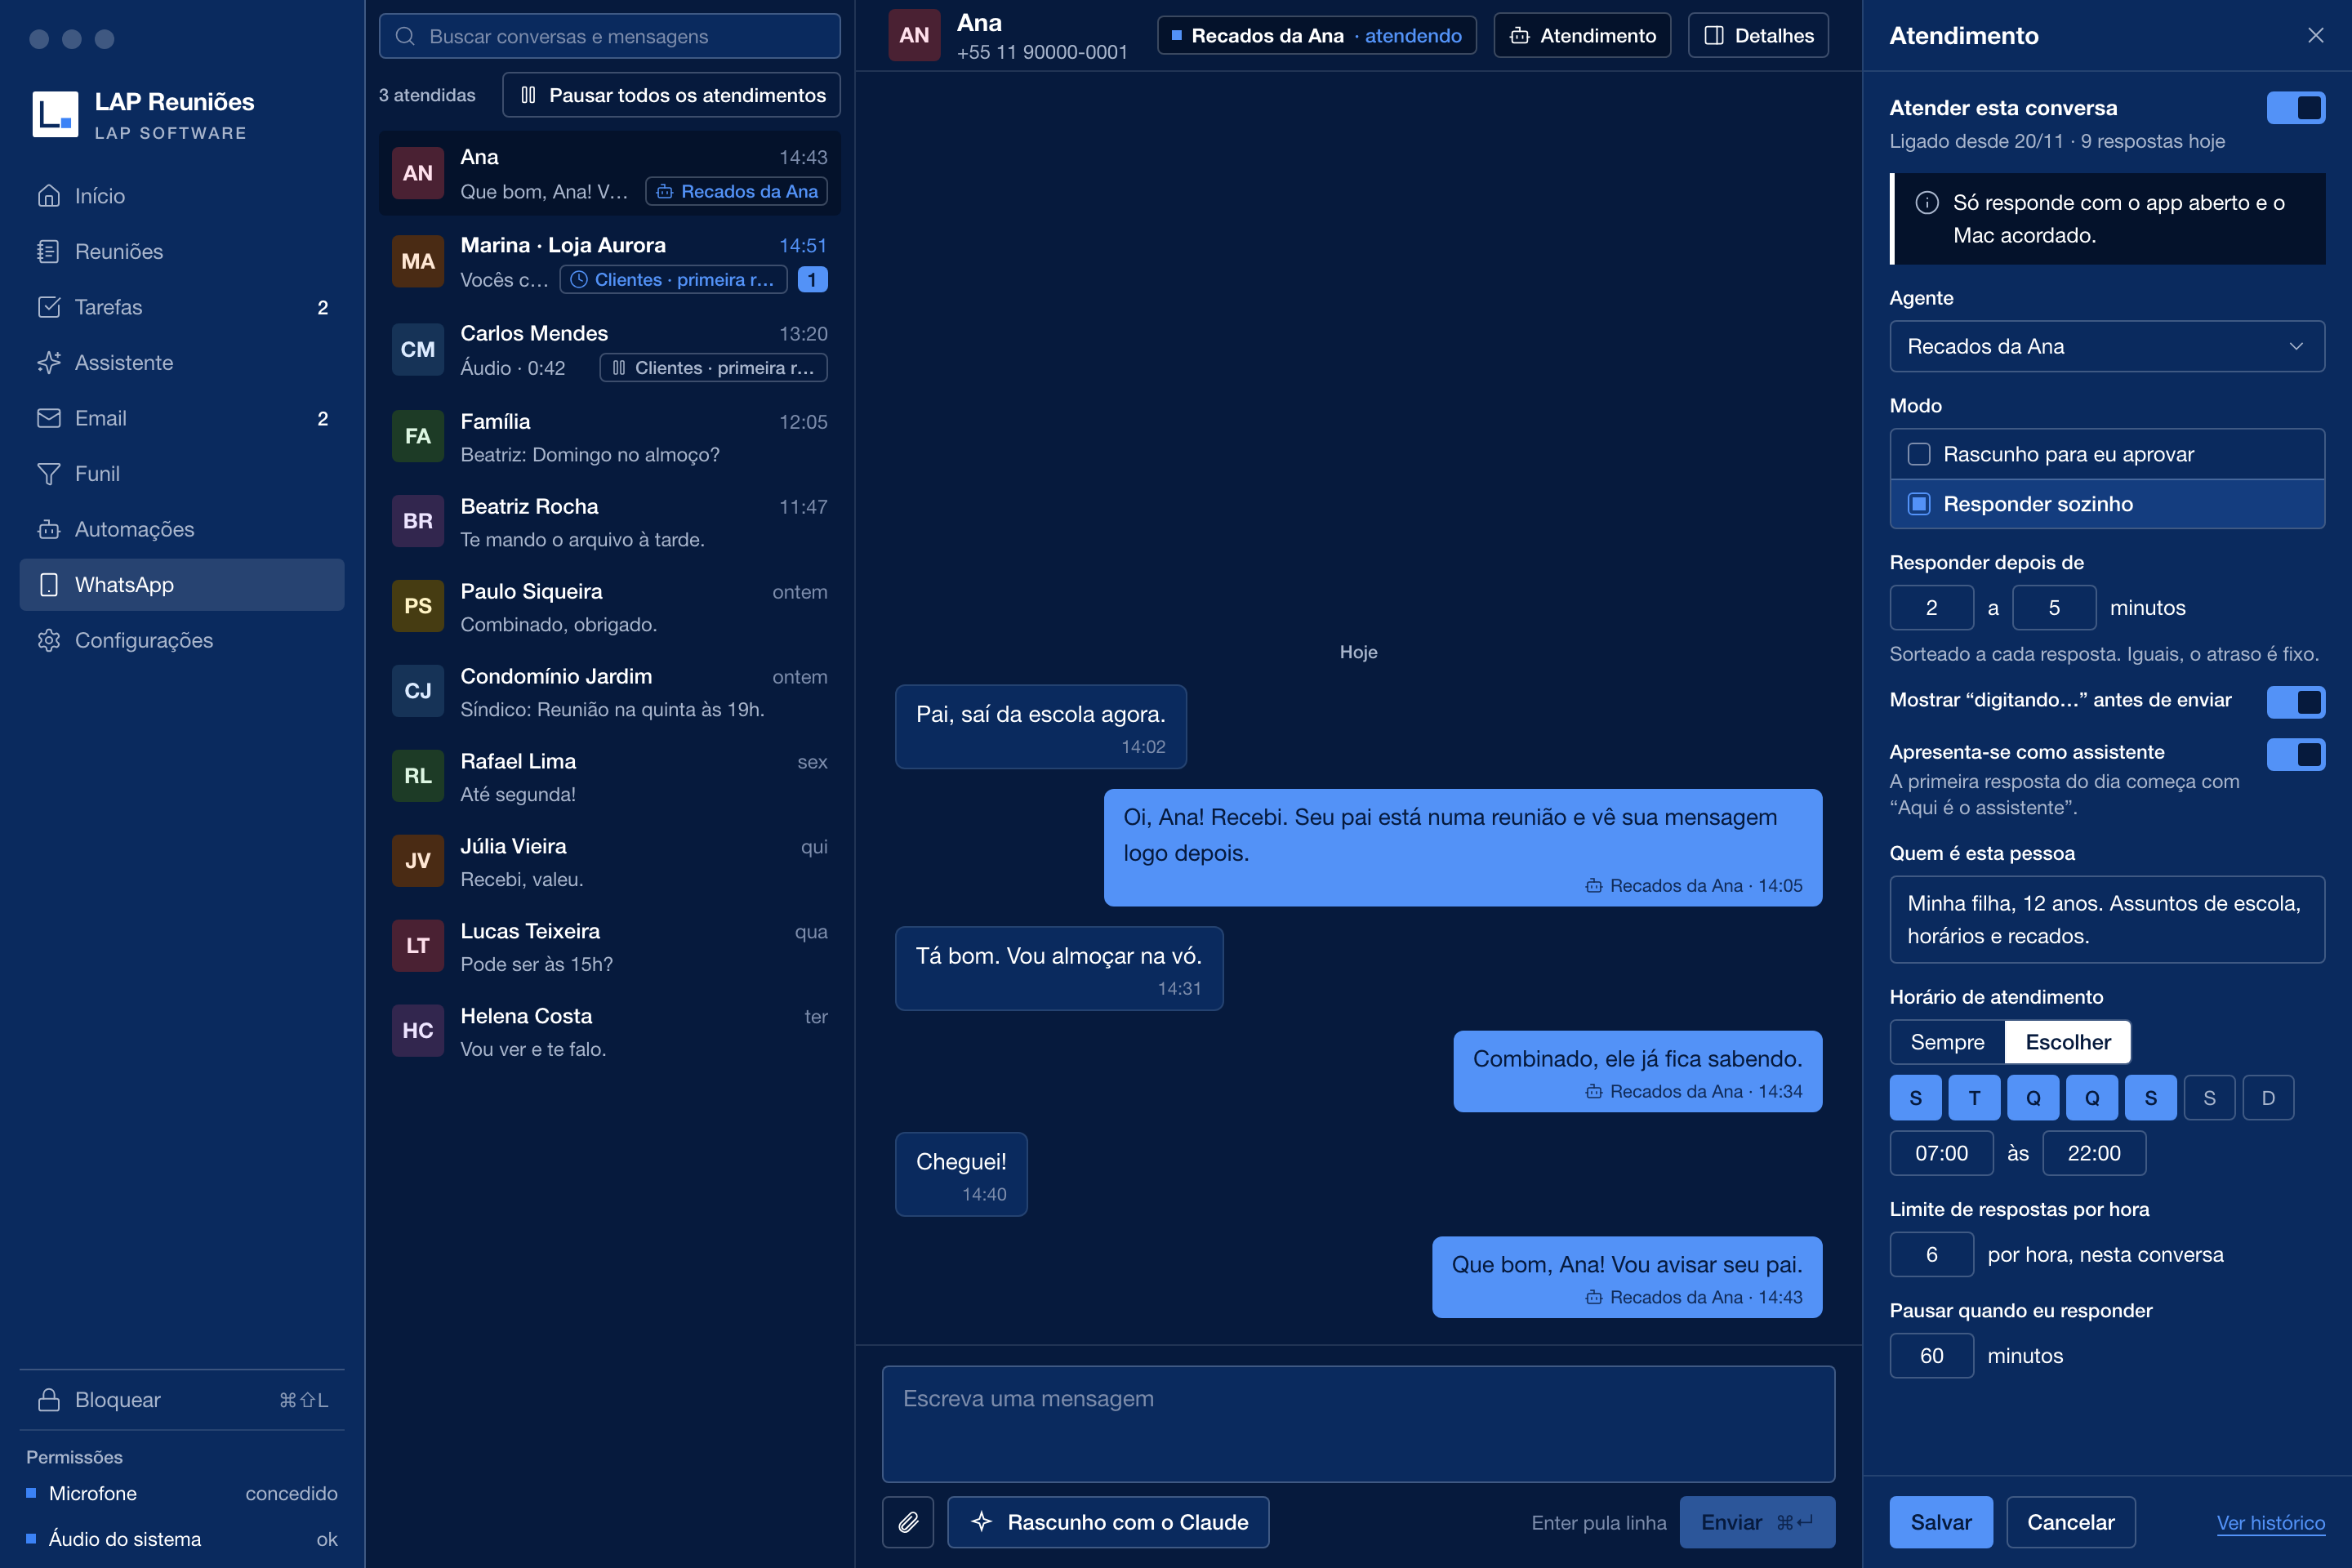 LAP Reuniões
LAP SOFTWARE
Início
Reuniões
Tarefas 2
Assistente
Email 2
Funil
Automações
WhatsApp
Configurações
Bloquear ⌘⇧L
Permissões
Microfone concedido
Áudio do sistema ok
Buscar conversas e mensagens
3 atendidas Pausar todos os atendimentos
AN Ana 14:43
Que bom, Ana! V… Recados da Ana
MA Marina · Loja Aurora 14:51
Vocês c… Clientes · primeira r… 1
CM Carlos Mendes 13:20
Áudio · 0:42 Clientes · primeira r…
FA Família 12:05
Beatriz: Domingo no almoço?
BR Beatriz Rocha 11:47
Te mando o arquivo à tarde.
PS Paulo Siqueira ontem
Combinado, obrigado.
CJ Condomínio Jardim ontem
Síndico: Reunião na quinta às 19h.
RL Rafael Lima sex
Até segunda!
JV Júlia Vieira qui
Recebi, valeu.
LT Lucas Teixeira qua
Pode ser às 15h?
HC Helena Costa ter
Vou ver e te falo.
AN Ana
+55 11 90000-0001
Recados da Ana · atendendo
Atendimento
Detalhes
Hoje
Pai, saí da escola agora.
14:02
Oi, Ana! Recebi. Seu pai está numa reunião e vê sua mensagem
logo depois.
Recados da Ana · 14:05
Tá bom. Vou almoçar na vó.
14:31
Combinado, ele já fica sabendo.
Recados da Ana · 14:34
Cheguei!
14:40
Que bom, Ana! Vou avisar seu pai.
Recados da Ana · 14:43
Escreva uma mensagem
Rascunho com o Claude
Enter pula linha
Enviar ⌘↵
Atendimento
Atender esta conversa
Ligado desde 20/11 · 9 respostas hoje
Só responde com o app aberto e o
Mac acordado.
Agente
Recados da Ana
Modo
Rascunho para eu aprovar
Responder sozinho
Responder depois de
2 a 5 minutos
Sorteado a cada resposta. Iguais, o atraso é fixo.
Mostrar “digitando…” antes de enviar
Apresenta-se como assistente
A primeira resposta do dia começa com
“Aqui é o assistente”.
Quem é esta pessoa
Minha filha, 12 anos. Assuntos de escola,
horários e recados.
Horário de atendimento
Sempre Escolher
S T Q Q S S D
07:00 às 22:00
Limite de respostas por hora
6 por hora, nesta conversa
Pausar quando eu responder
60 minutos
Salvar Cancelar Ver histórico